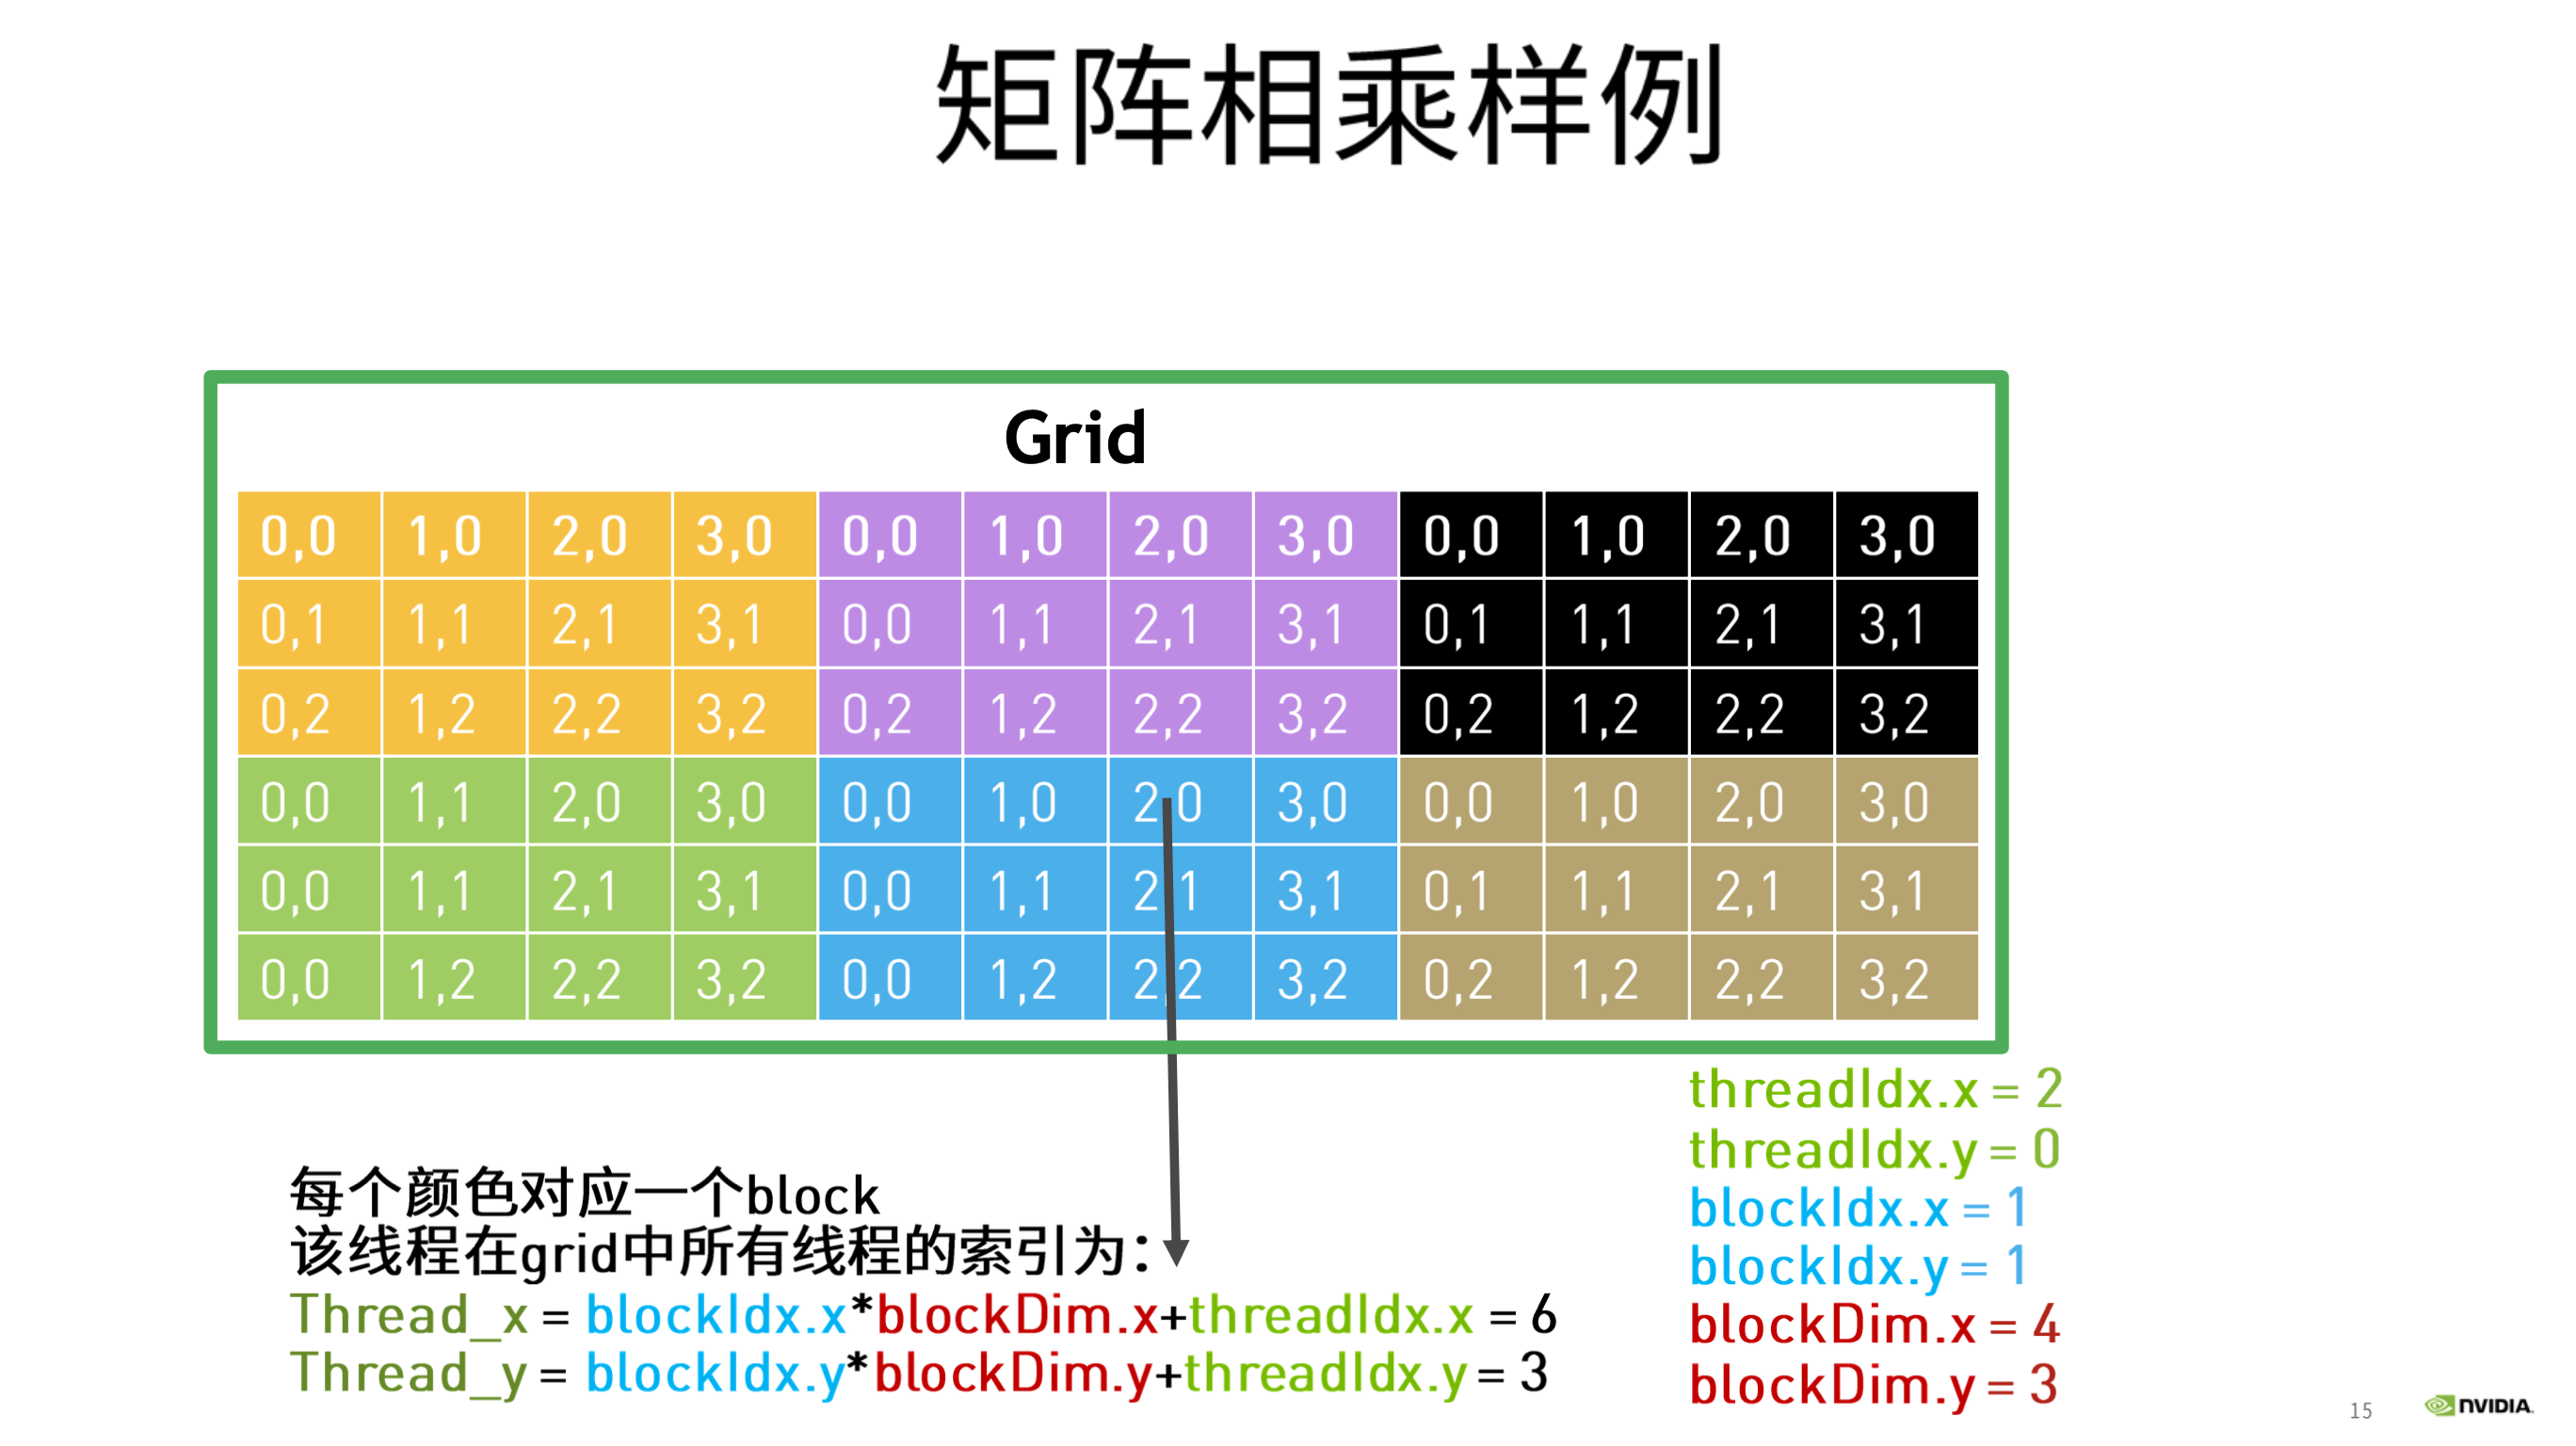 矩阵相乘样例
Grid
0,0 1,0 2,0 3,0 0,0 1,0 2,0 3,0 0,0 1,0 2,0 3,0
0,1 1,1 2,1 3,1 0,0 1,1 2,1 3,1 0,1 1,1 2,1 3,1
0,2 1,2 2,2 3,2 0,2 1,2 2,2 3,2 0,2 1,2 2,2 3,2
0,0 1,1 2,0 3,0 0,0 1,0 2,0 3,0 0,0 1,0 2,0 3,0
0,0 1,1 2,1 3,1 0,0 1,1 2,1 3,1 0,1 1,1 2,1 3,1
0,0 1,2 2,2 3,2 0,0 1,2 2,2 3,2 0,2 1,2 2,2 3,2
每个颜色对应一个block
该线程在grid中所有线程的索引为：
Thread_x = blockIdx.x*blockDim.x+threadIdx.x = 6
Thread_y = blockIdx.y*blockDim.y+threadIdx.y = 3
threadIdx.x = 2
threadIdx.y = 0
blockIdx.x = 1
blockIdx.y = 1
blockDim.x = 4
blockDim.y = 3
15
NVIDIA